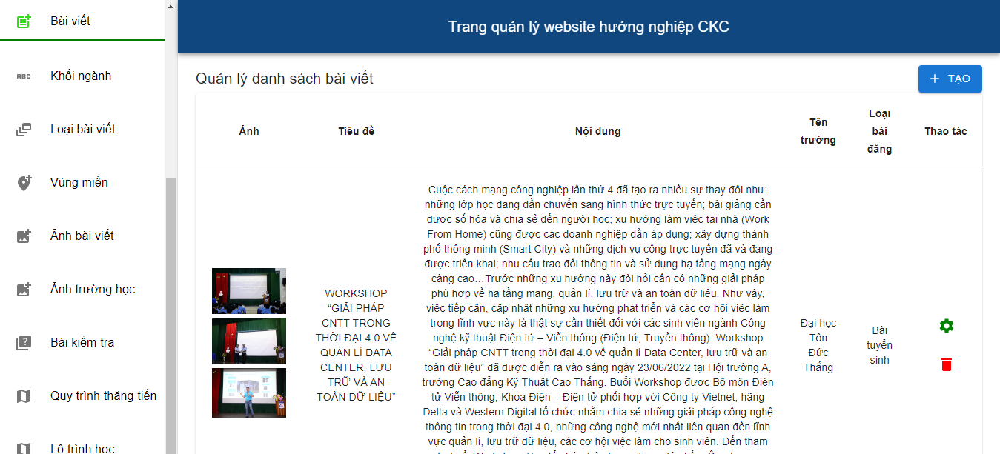 Bài viết
ABC
Khối ngành
Loại bài viết
Vùng miền
Ảnh bài viết
Ảnh trường học
Bài kiểm tra
Quy trình thăng tiến
Lộ trình học
Trang quản lý website hướng nghiệp CKC
Quản lý danh sách bài viết
+ TẠO
Ảnh
Tiêu đề
Nội dung
Tên
trường
Loại
bài
đăng
Thao tác
WORKSHOP
“GIẢI PHÁP
CNTT TRONG
THỜI ĐẠI 4.0 VỀ
QUẢN LÍ DATA
CENTER, LƯU
TRỮ VÀ AN
TOÀN DỮ LIỆU”
Cuộc cách mạng công nghiệp lần thứ 4 đã tạo ra nhiều sự thay đổi như:
những lớp học đang dần chuyển sang hình thức trực tuyến; bài giảng cần
được số hóa và chia sẻ đến người học; xu hướng làm việc tại nhà (Work
From Home) cũng được các doanh nghiệp dần áp dụng; xây dựng thành
phố thông minh (Smart City) và những dịch vụ công trực tuyến đã và đang
được triển khai; nhu cầu trao đổi thông tin và sử dụng hạ tầng mạng ngày
càng cao…Trước những xu hướng này đòi hỏi cần có những giải pháp
phù hợp về hạ tầng mạng, quản lí, lưu trữ và an toàn dữ liệu. Như vậy,
việc tiếp cận, cập nhật những xu hướng phát triển và các cơ hội việc làm
trong lĩnh vực này là thật sự cần thiết đối với các sinh viên ngành Công
nghệ kỹ thuật Điện tử – Viễn thông (Điện tử, Truyền thông). Workshop
“Giải pháp CNTT trong thời đại 4.0 về quản lí Data Center, lưu trữ và an
toàn dữ liệu” đã được diễn ra vào sáng ngày 23/06/2022 tại Hội trường A,
trường Cao đẳng Kỹ Thuật Cao Thắng. Buổi Workshop được Bộ môn Điện
tử Viễn thông, Khoa Điện – Điện tử phối hợp với Công ty Vietnet, hãng
Delta và Western Digital tổ chức nhằm chia sẻ những giải pháp công nghệ
thông tin trong thời đại 4.0, những công nghệ mới nhất liên quan đến lĩnh
vực quản lí, lưu trữ dữ liệu, các cơ hội việc làm cho sinh viên. Đến tham
Đại học
Tôn
Đức
Thắng
Bài
tuyển
sinh